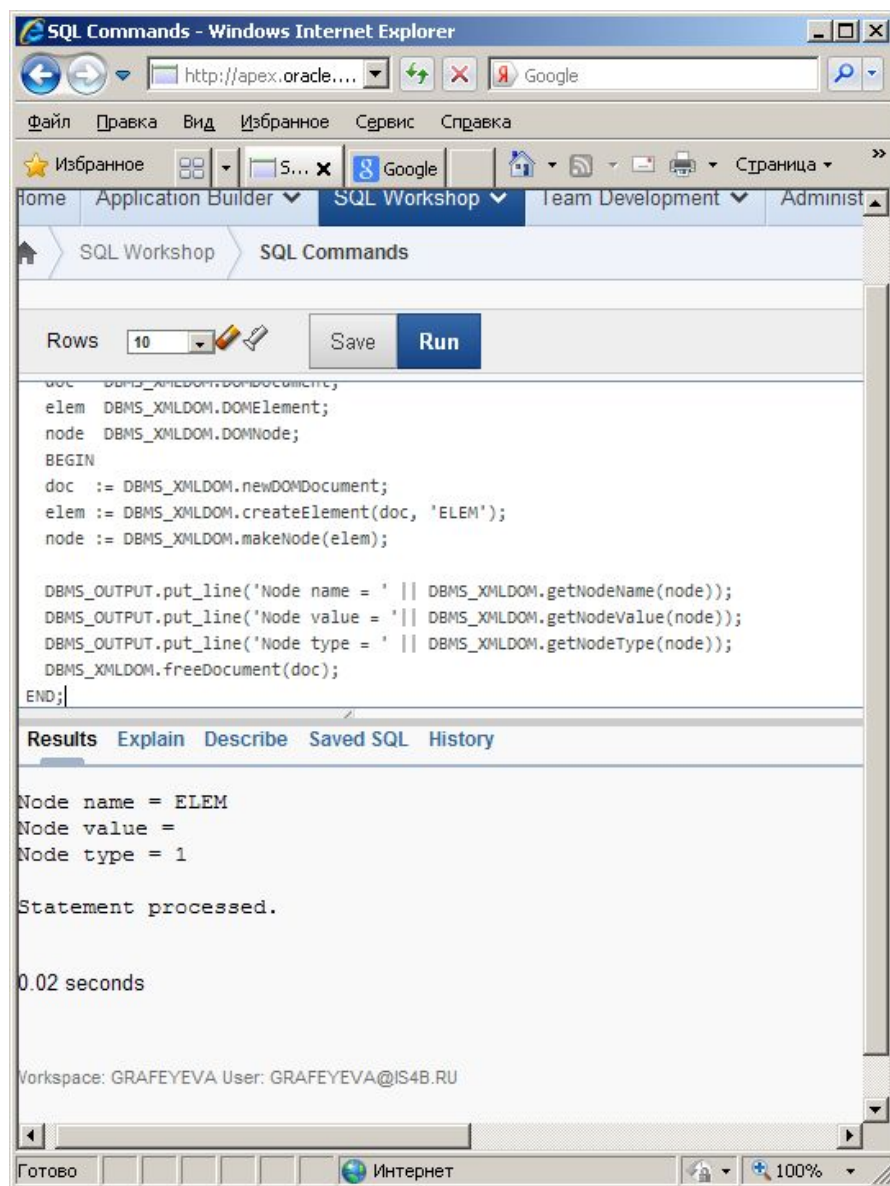 SQL Commands - Windows Internet Explorer
http://apex.oracle.... Google
Файл Правка Вид Избранное Сервис Справка
Избранное S... Google Страница
Home Application Builder SQL Workshop Team Development Administ
SQL Workshop SQL Commands
Rows 10 Save Run
doc DBMS_XMLDOM.DOMDocument;
elem DBMS_XMLDOM.DOMElement;
node DBMS_XMLDOM.DOMNode;
BEGIN
doc := DBMS_XMLDOM.newDOMDocument;
elem := DBMS_XMLDOM.createElement(doc, 'ELEM');
node := DBMS_XMLDOM.makeNode(elem);
DBMS_OUTPUT.put_line('Node name = ' || DBMS_XMLDOM.getNodeName(node));
DBMS_OUTPUT.put_line('Node value = '|| DBMS_XMLDOM.getNodeValue(node));
DBMS_OUTPUT.put_line('Node type = ' || DBMS_XMLDOM.getNodeType(node));
DBMS_XMLDOM.freeDocument(doc);
END;
Results Explain Describe Saved SQL History
Node name = ELEM
Node value =
Node type = 1
Statement processed.
0.02 seconds
Workspace: GRAFEYEVA User: GRAFEYEVA@IS4B.RU
Готово Интернет 100%